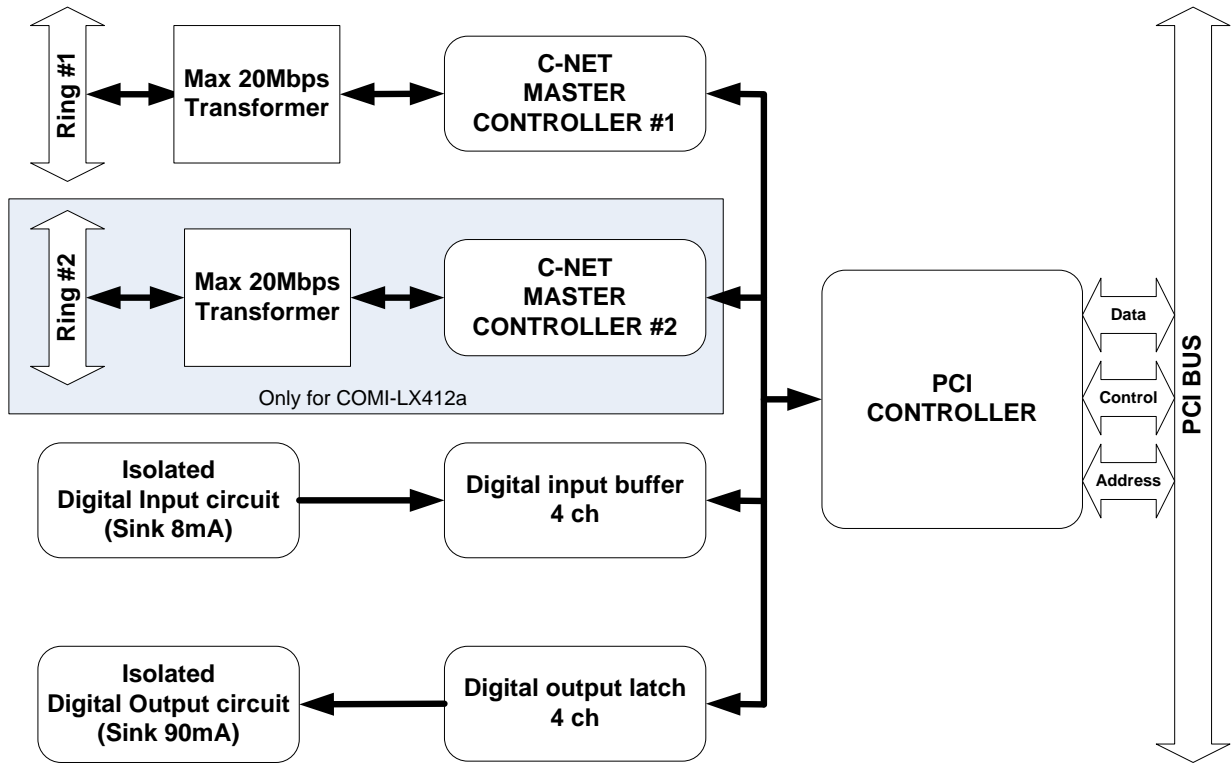 Ring #1
Max 20Mbps
Transformer
C-NET
MASTER
CONTROLLER #1
Ring #2
Max 20Mbps
Transformer
C-NET
MASTER
CONTROLLER #2
Only for COMI-LX412a
Isolated
Digital Input circuit
(Sink 8mA)
Digital input buffer
4 ch
Isolated
Digital Output circuit
(Sink 90mA)
Digital output latch
4 ch
PCI
CONTROLLER
Data
Control
Address
PCI BUS